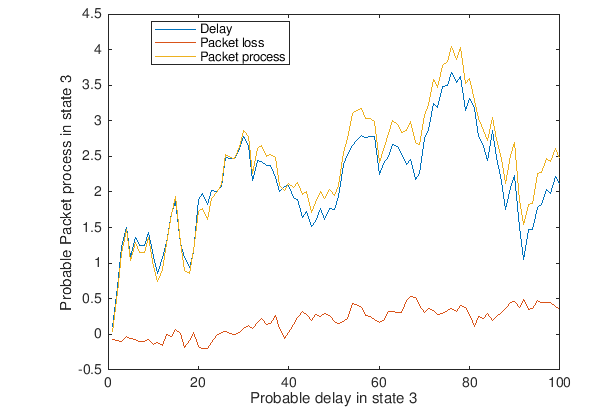 4.5
4
3.5
3
2.5
2
1.5
1
0.5
0
-0.5
Delay
Packet loss
Packet process
Probable Packet process in state 3
0 20 40 60 80 100
Probable delay in state 3